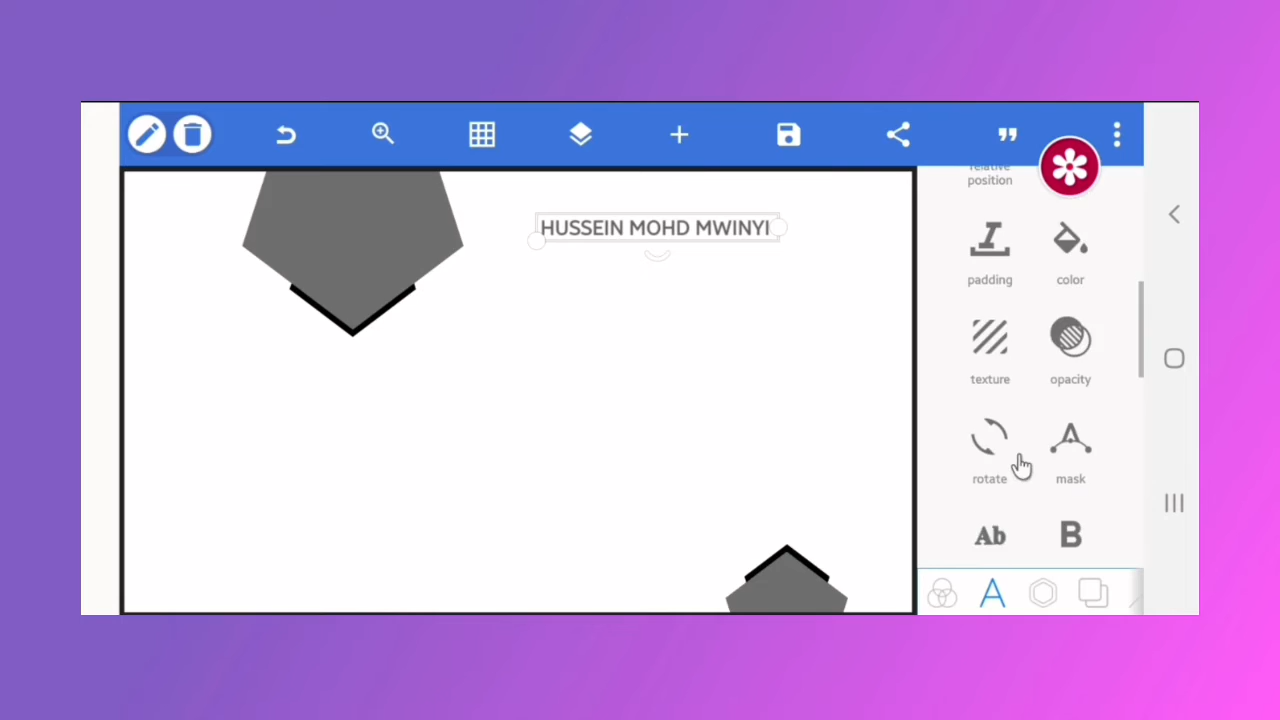 relative
position
HUSSEIN MOHD MWINYI
padding
color
texture
opacity
rotate
mask
Ab
B
A